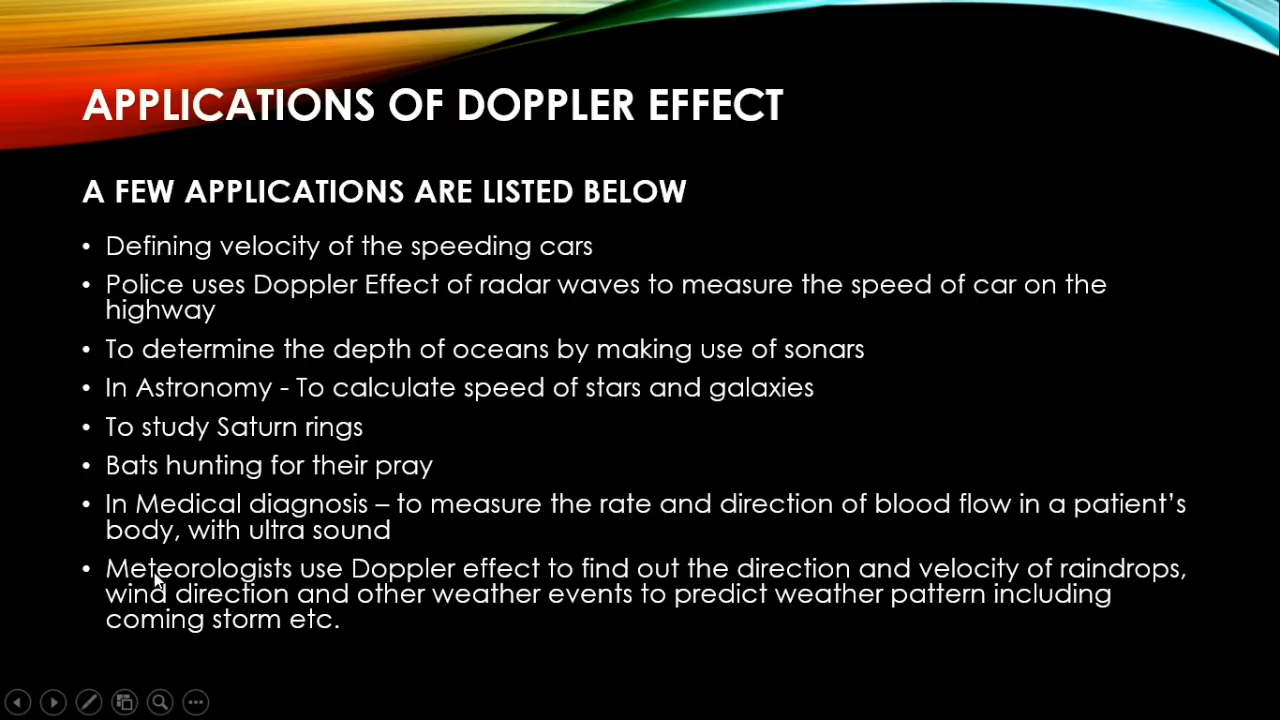 APPLICATIONS OF DOPPLER EFFECT
A FEW APPLICATIONS ARE LISTED BELOW
• Defining velocity of the speeding cars
• Police uses Doppler Effect of radar waves to measure the speed of car on the
highway
• To determine the depth of oceans by making use of sonars
• In Astronomy - To calculate speed of stars and galaxies
• To study Saturn rings
• Bats hunting for their pray
• In Medical diagnosis – to measure the rate and direction of blood flow in a patient’s
body, with ultra sound
• Meteorologists use Doppler effect to find out the direction and velocity of raindrops,
wind direction and other weather events to predict weather pattern including
coming storm etc.